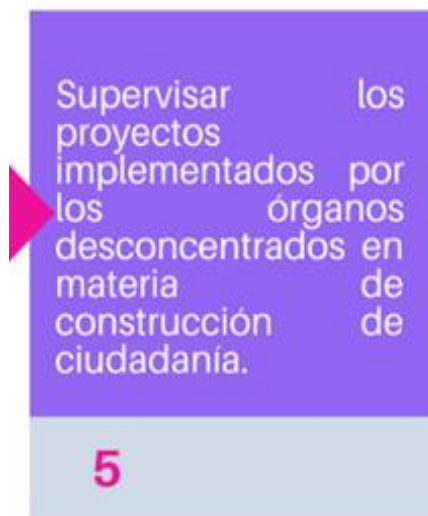 Supervisar los
proyectos
implementados por
los órganos
desconcentrados en
materia de
construcción de
ciudadanía.
5